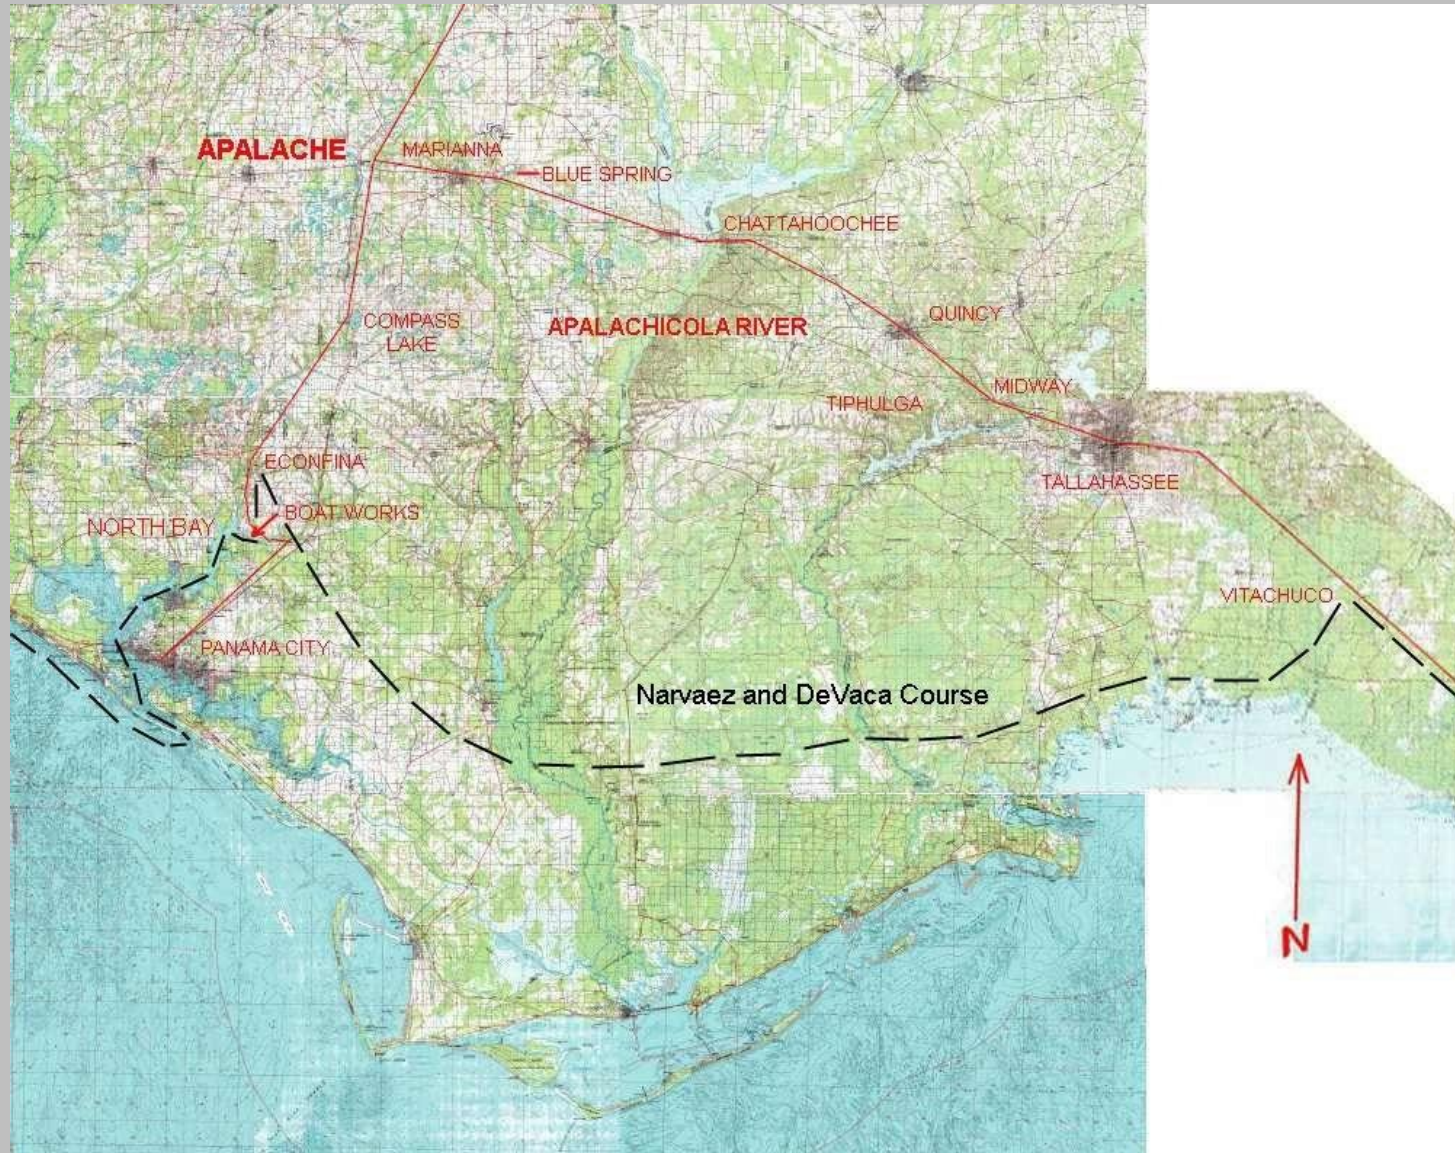 APALACHE
MARIANNA
BLUE SPRING
CHATTAHOOCHEE
QUINCY
APALACHICOLA RIVER
COMPASS
LAKE
MIDWAY
TIPHULGA
TALLAHASSEE
ECONFINA
BOAT WORKS
NORTH BAY
VITACHUCO
PANAMA CITY
Narvaez and DeVaca Course
N